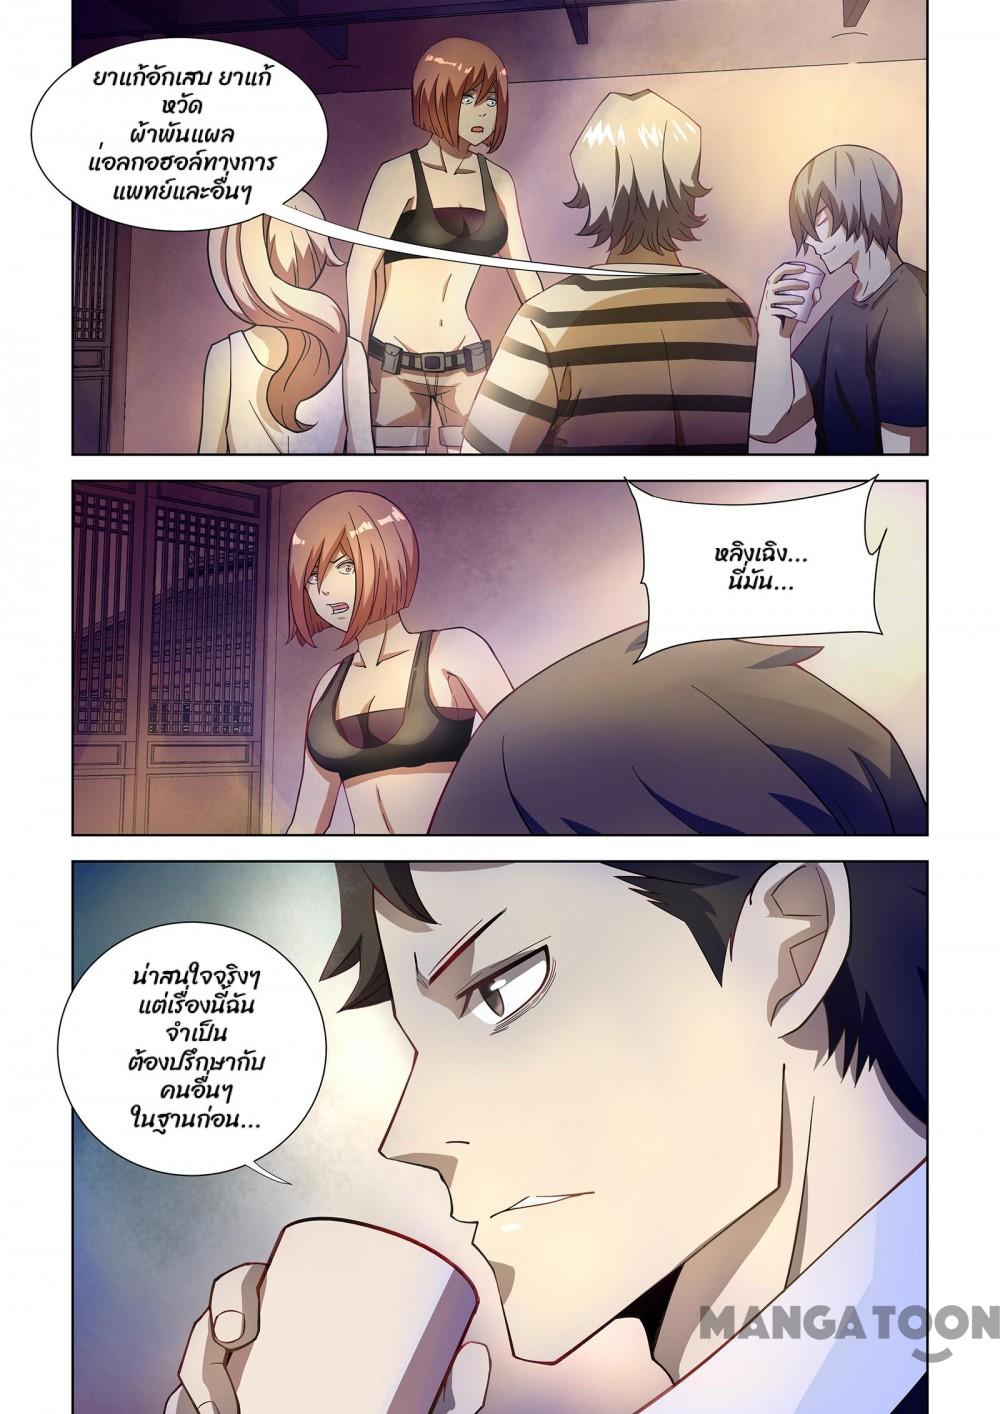 ยาแก้อักเสบ ยาแก้
หวัด
ผ้าพันแผล
แอลกอฮอล์ทางการ
แพทย์และอื่นๆ
หลิงเฉิง...
นี่มัน...
น่าสนใจจริงๆ
แต่เรื่องนี้ฉัน
จำเป็น
ต้องปรึกษากับ
คนอื่นๆ
ในฐานก่อน...
MANGATOON